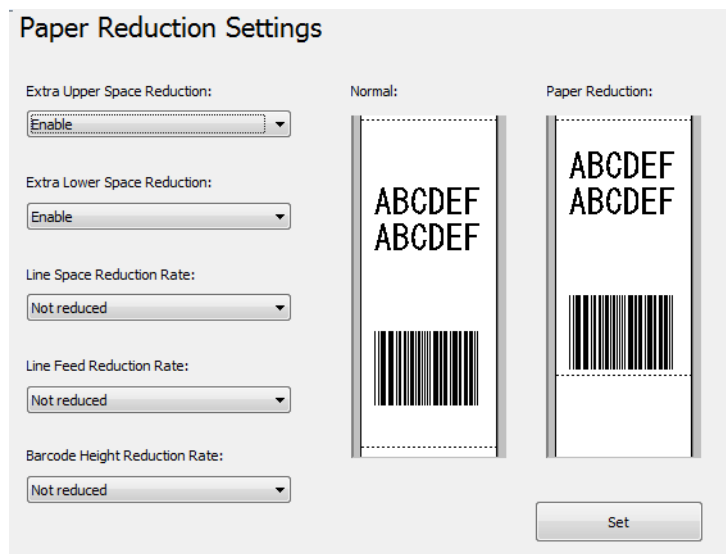 Paper Reduction Settings
Extra Upper Space Reduction:
Enable
Extra Lower Space Reduction:
Enable
Line Space Reduction Rate:
Not reduced
Line Feed Reduction Rate:
Not reduced
Barcode Height Reduction Rate:
Not reduced
Normal:
ABCDEF
ABCDEF
Paper Reduction:
ABCDEF
ABCDEF
Set